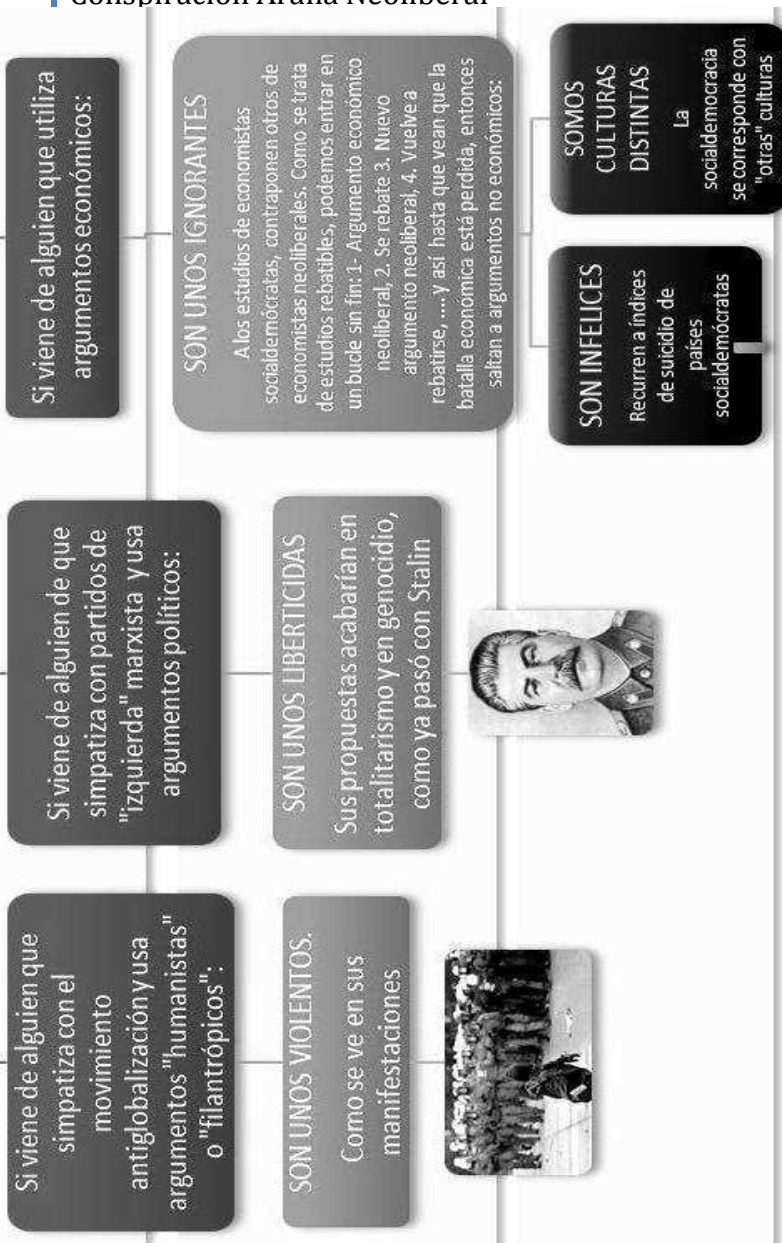 Conspiración Araña Neoliberal
Si viene de alguien que
simpatiza con el
movimiento
antiglobalización y usa
argumentos "humanistas"
o "filantrópicos":
SON UNOS VIOLENTOS.
Como se ve en sus
manifestaciones
Si viene de alguien de que
simpatiza con partidos de
"izquierda" marxista y usa
argumentos políticos:
SON UNOS LIBERTICIDAS
Sus propuestas acabarían en
totalitarismo y en genocidio,
como ya pasó con Stalin
Si viene de alguien que utiliza
argumentos económicos:
SON UNOS IGNORANTES
A los estudios de economistas
socialdemócratas, contraponen otros de
economistas neoliberales. Como se trata
de estudios rebatibles, podemos entrar en
un bucle sin fin: 1- Argumento económico
neoliberal, 2. Se rebate 3. Nuevo
argumento neoliberal, 4. Vuelve a
rebatirse, ....y así hasta que vean que la
batalla económica está perdida, entonces
saltan a argumentos no económicos:
SON INFELICES
Recurren a índices
de suicidio de
países
socialdemócratas
SOMOS
CULTURAS
DISTINTAS
La
socialdemocracia
se corresponde con
"otras" culturas